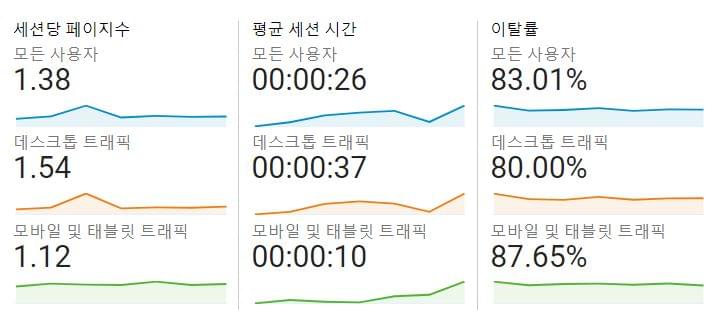 세션당 페이지수
모든 사용자
1.38
데스크톱 트래픽
1.54
모바일 및 태블릿 트래픽
1.12
평균 세션 시간
모든 사용자
00:00:26
데스크톱 트래픽
00:00:37
모바일 및 태블릿 트래픽
00:00:10
이탈률
모든 사용자
83.01%
데스크톱 트래픽
80.00%
모바일 및 태블릿 트래픽
87.65%